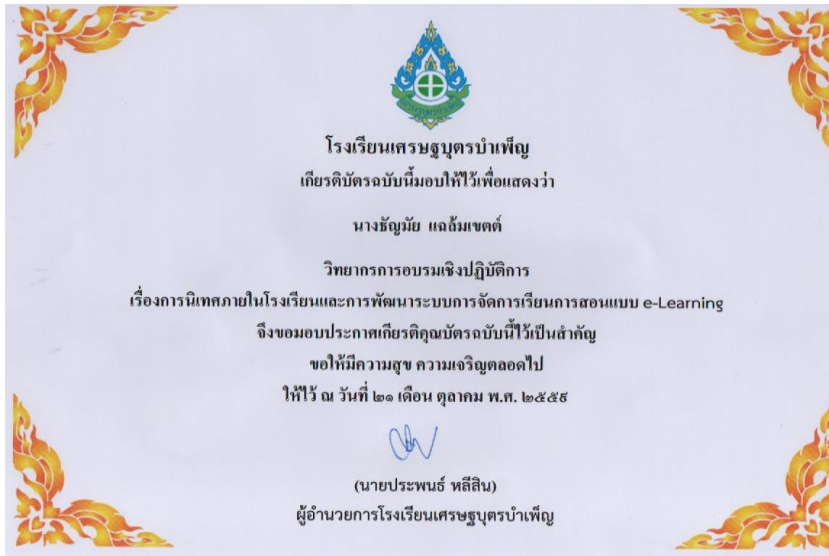 โรงเรียนเศรษฐบุตรบำเพ็ญ
เกียรติบัตรฉบับนี้มอบให้ไว้เพื่อแสดงว่า
นางธัญมัย แฉล้มเขตต์
วิทยากรการอบรมเชิงปฏิบัติการ
เรื่องการนิเทศภายในโรงเรียนและการพัฒนาระบบการจัดการเรียนการสอนแบบ e-Learning
จึงขอมอบประกาศเกียรติคุณบัตรฉบับนี้ไว้เป็นสำคัญ
ขอให้มีความสุข ความเจริญตลอดไป
ให้ไว้ ณ วันที่ ๒๑ เดือน ตุลาคม พ.ศ. ๒๕๕๙
(นายประพนธ์ หลีสิน)
ผู้อำนวยการโรงเรียนเศรษฐบุตรบำเพ็ญ